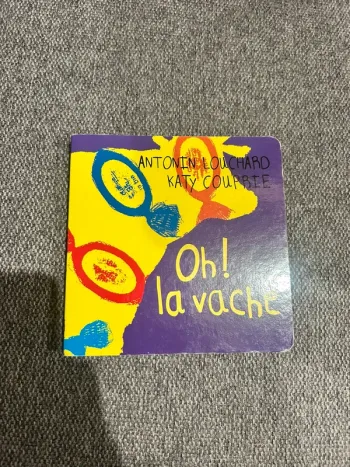 ANTONIN LOUCHARD
KATY COUPRIE
Oh!
la vache